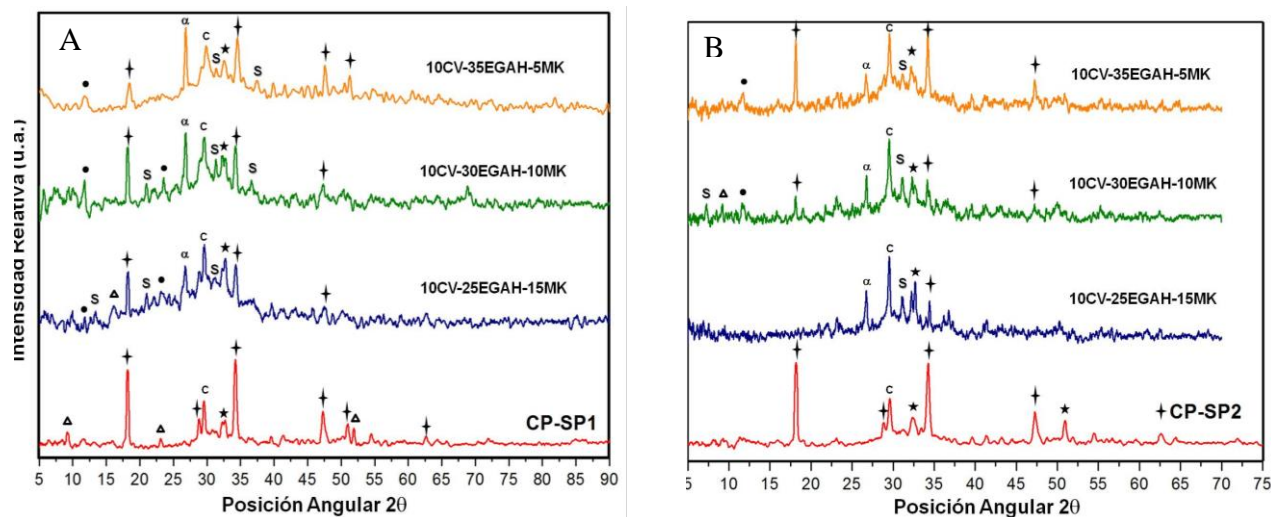 A
α
C
S
★
S
10CV-35EGAH-5MK
S
α
C
S
★
10CV-30EGAH-10MK
S
S
α
C
S
★
10CV-25EGAH-15MK
S
S
△
C
★
△
△
CP-SP1
Intensidad Relativa (u.a.)
5 10 15 20 25 30 35 40 45 50 55 60 65 70 75 80 85 90
Posición Angular 2θ
B
α
C
S
★
10CV-35EGAH-5MK
α
C
S
★
10CV-30EGAH-10MK
S
△
α
C
S
★
10CV-25EGAH-15MK
C
★
★
CP-SP2
5 10 15 20 25 30 35 40 45 50 55 60 65 70 75
Posición Angular 2θ